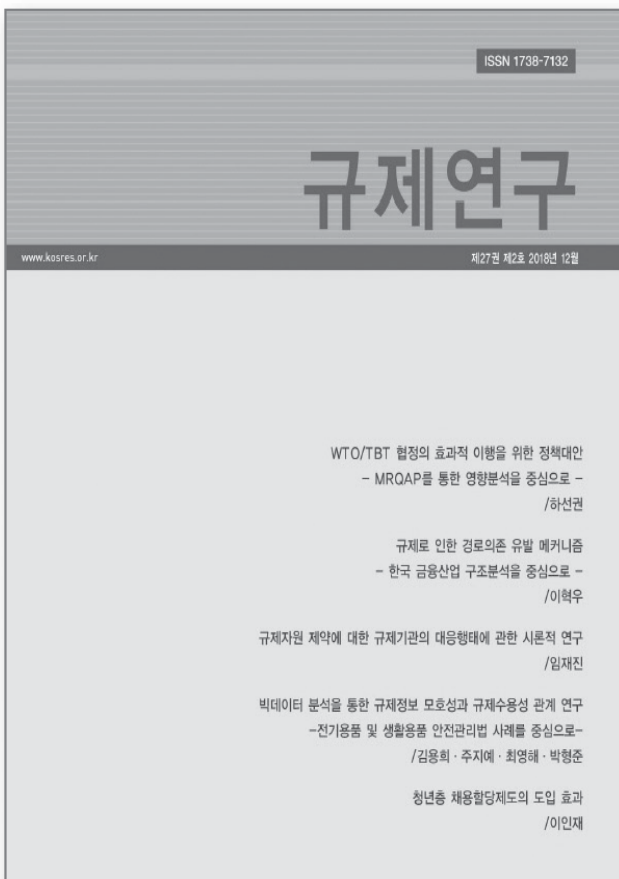 ISSN 1738-7132
규제연구
www.kosres.or.kr
제27권 제2호 2018년 12월
WTO/TBT 협정의 효과적 이행을 위한 정책대안
- MRQAP를 통한 영향분석을 중심으로 -
/하선권
규제로 인한 경로의존 유발 메커니즘
- 한국 금융산업 구조분석을 중심으로 -
/이혁우
규제자원 제약에 대한 규제기관의 대응행태에 관한 시론적 연구
/임재진
빅데이터 분석을 통한 규제정보 모호성과 규제수용성 관계 연구
-전기용품 및 생활용품 안전관리법 사례를 중심으로-
/김용희 · 주지예 · 최영해 · 박형준
청년층 채용할당제도의 도입 효과
/이인재